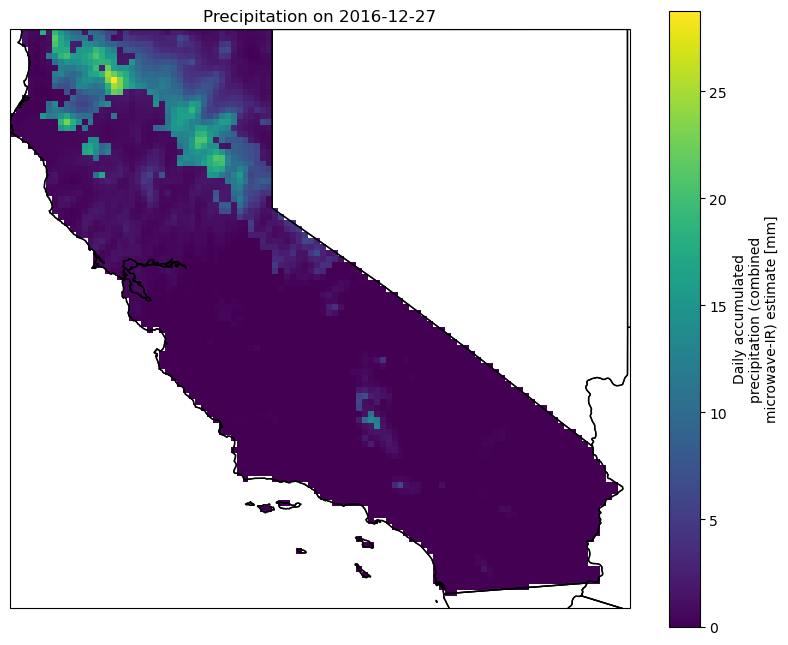 Precipitation on 2016-12-27
25
20
15
10
5
0
Daily accumulated
precipitation (combined
microwave-IR) estimate [mm]